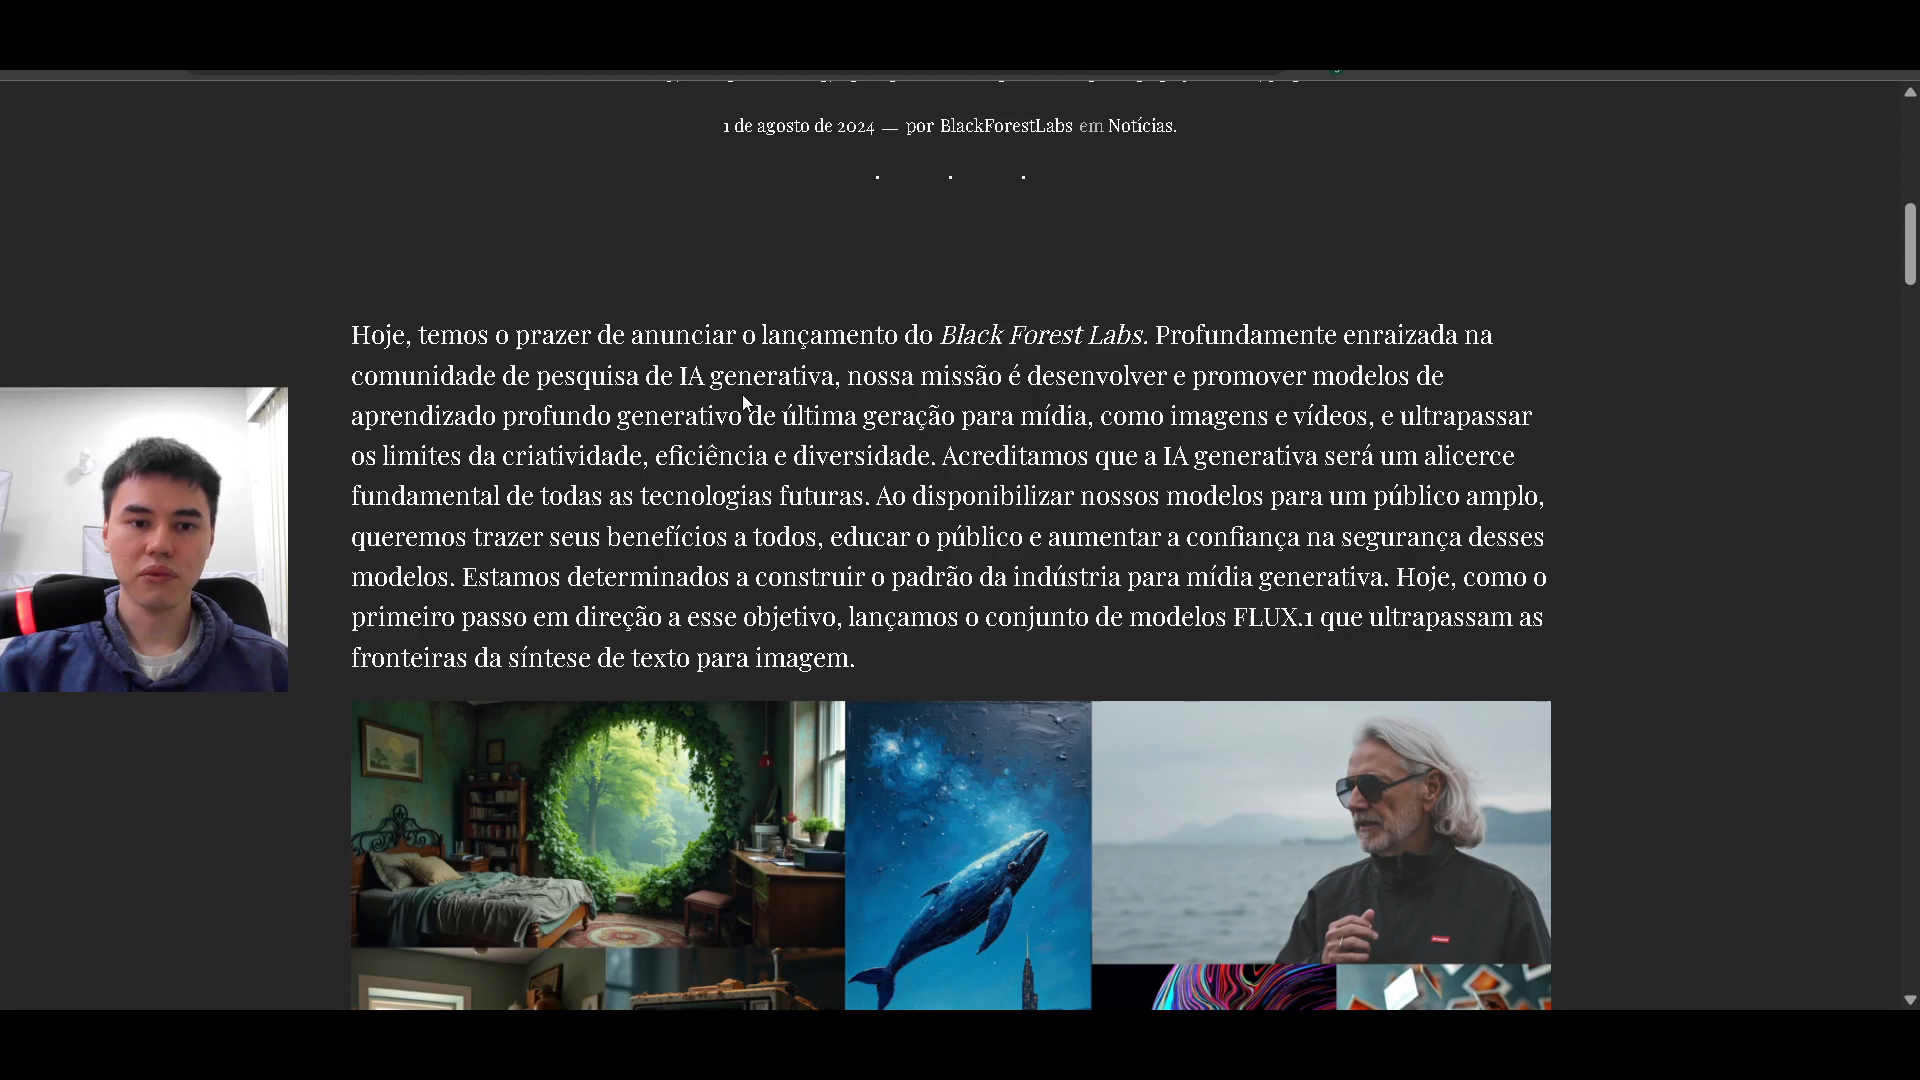 1 de agosto de 2024 — por BlackForestLabs em Notícias.
Hoje, temos o prazer de anunciar o lançamento do Black Forest Labs. Profundamente enraizada na
comunidade de pesquisa de IA generativa, nossa missão é desenvolver e promover modelos de
aprendizado profundo generativo de última geração para mídia, como imagens e vídeos, e ultrapassar
os limites da criatividade, eficiência e diversidade. Acreditamos que a IA generativa será um alicerce
fundamental de todas as tecnologias futuras. Ao disponibilizar nossos modelos para um público amplo,
queremos trazer seus benefícios a todos, educar o público e aumentar a confiança na segurança desses
modelos. Estamos determinados a construir o padrão da indústria para mídia generativa. Hoje, como o
primeiro passo em direção a esse objetivo, lançamos o conjunto de modelos FLUX.1 que ultrapassam as
fronteiras da síntese de texto para imagem.